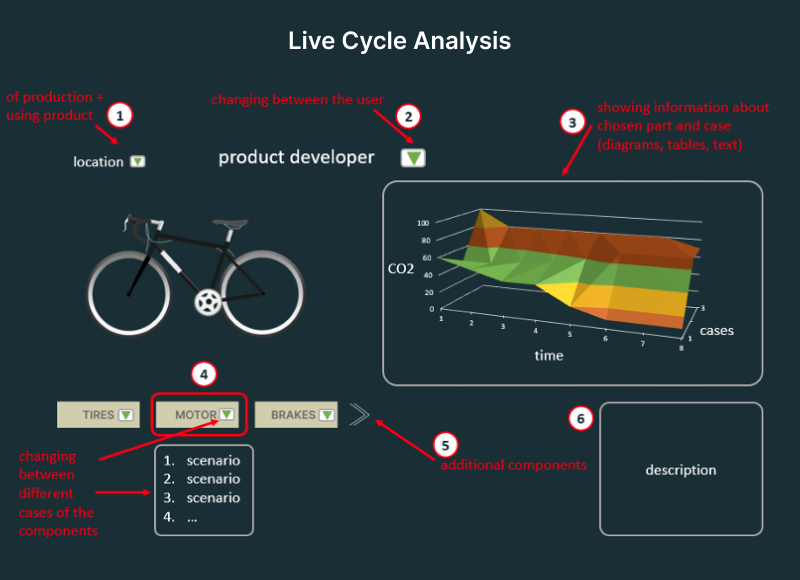 Live Cycle Analysis
of production +
using product
1
location
changing between the user
2
product developer
3
showing information about
chosen part and case
(diagrams, tables, text)
100
80
60
40
20
0
CO2
1
2
3
4
5
6
7
8
1
3
cases
time
4
TIRES
MOTOR
BRAKES
changing
between
different
cases of the
components
1. scenario
2. scenario
3. scenario
4. ...
5
additional components
6
description